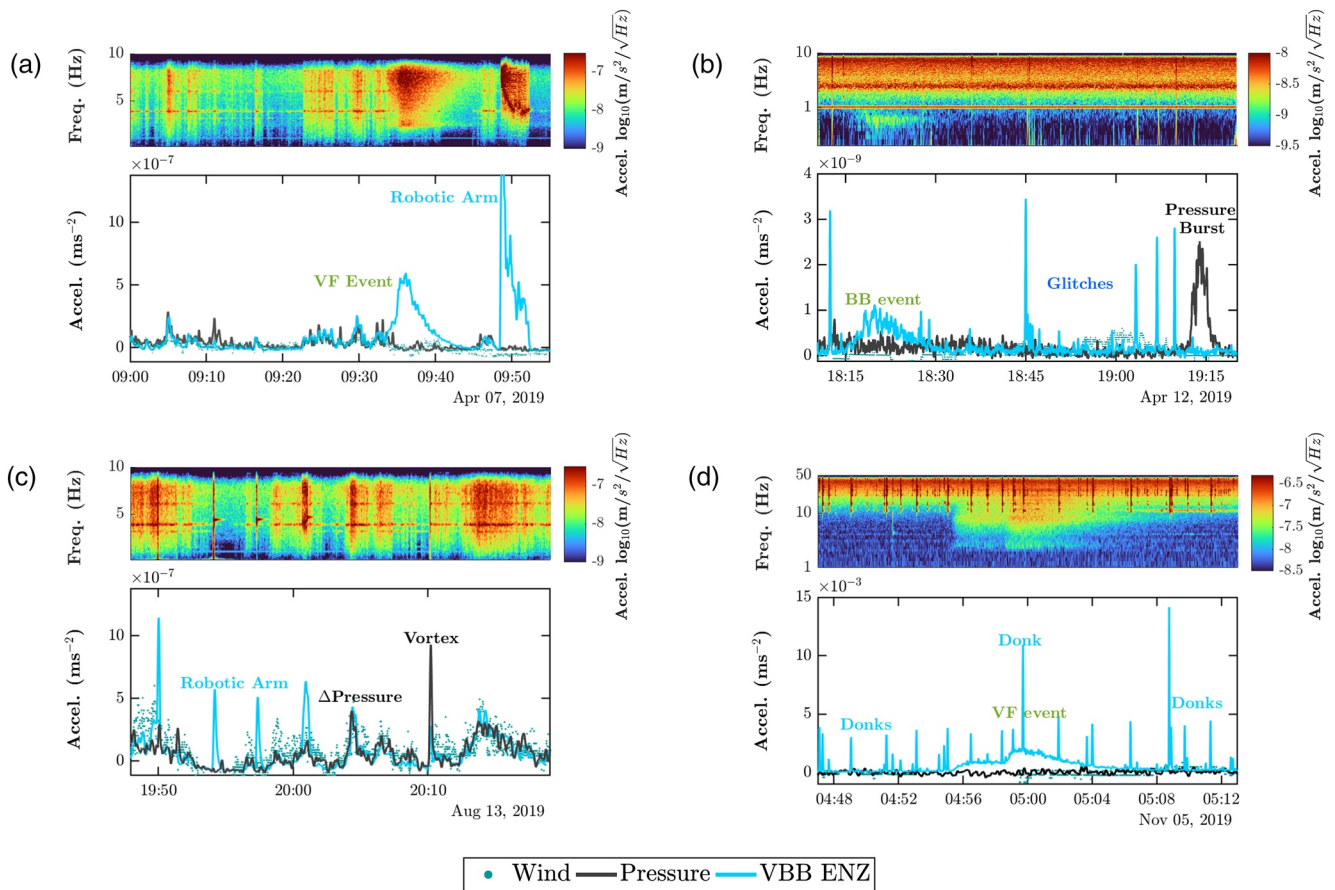 (a)
Freq. (Hz)
10
5
-7
-8
-9
Accel. log₁₀(m/s²/√Hz)
×10⁻⁷
Accel. (ms⁻²)
10
5
0
Robotic Arm
VF Event
09:00 09:10 09:20 09:30 09:40 09:50
Apr 07, 2019
(b)
Freq. (Hz)
10
1
-8
-8.5
-9
-9.5
Accel. log₁₀(m/s²/√Hz)
×10⁻⁹
Accel. (ms⁻²)
4
3
2
1
0
Pressure
Burst
Glitches
BB event
18:15 18:30 18:45 19:00 19:15
Apr 12, 2019
(c)
Freq. (Hz)
10
5
-7
-8
-9
Accel. log₁₀(m/s²/√Hz)
×10⁻⁷
Accel. (ms⁻²)
10
5
0
Vortex
Robotic Arm
ΔPressure
19:50 20:00 20:10
Aug 13, 2019
(d)
Freq. (Hz)
50
10
1
-6.5
-7
-7.5
-8
-8.5
Accel. log₁₀(m/s²/√Hz)
×10⁻³
Accel. (ms⁻²)
15
10
5
0
Donk
VF event
Donks
Donks
04:48 04:52 04:56 05:00 05:04 05:08 05:12
Nov 05, 2019
Wind Pressure VBB ENZ